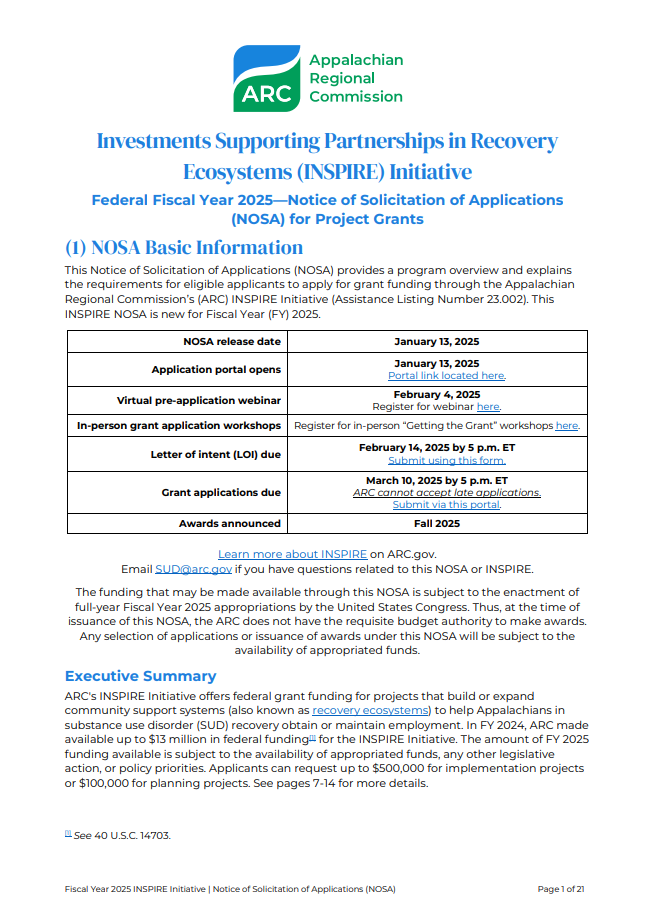 ARC
Appalachian
Regional
Commission
Investments Supporting Partnerships in Recovery
Ecosystems (INSPIRE) Initiative
Federal Fiscal Year 2025—Notice of Solicitation of Applications
(NOSA) for Project Grants
(1) NOSA Basic Information
This Notice of Solicitation of Applications (NOSA) provides a program overview and explains
the requirements for eligible applicants to apply for grant funding through the Appalachian
Regional Commission's (ARC) INSPIRE Initiative (Assistance Listing Number 23.002). This
INSPIRE NOSA is new for Fiscal Year (FY) 2025.
NOSA release date January 13, 2025
Application portal opens January 13, 2025
Portal link located here.
Virtual pre-application webinar February 4, 2025
Register for webinar here.
In-person grant application workshops Register for in-person “Getting the Grant” workshops here.
Letter of intent (LOI) due February 14, 2025 by 5 p.m. ET
Submit using this form.
Grant applications due March 10, 2025 by 5 p.m. ET
ARC cannot accept late applications.
Submit via this portal.
Awards announced Fall 2025
Learn more about INSPIRE on ARC.gov.
Email SUD@arc.gov if you have questions related to this NOSA or INSPIRE.
The funding that may be made available through this NOSA is subject to the enactment of
full-year Fiscal Year 2025 appropriations by the United States Congress. Thus, at the time of
issuance of this NOSA, the ARC does not have the requisite budget authority to make awards.
Any selection of applications or issuance of awards under this NOSA will be subject to the
availability of appropriated funds.
Executive Summary
ARC's INSPIRE Initiative offers federal grant funding for projects that build or expand
community support systems (also known as recovery ecosystems) to help Appalachians in
substance use disorder (SUD) recovery obtain or maintain employment. In FY 2024, ARC made
available up to $13 million in federal funding[1] for the INSPIRE Initiative. The amount of FY 2025
funding available is subject to the availability of appropriated funds, any other legislative
action, or policy priorities. Applicants can request up to $500,000 for implementation projects
or $100,000 for planning projects. See pages 7-14 for more details.
[1] See 40 U.S.C. 14703.
Fiscal Year 2025 INSPIRE Initiative | Notice of Solicitation of Applications (NOSA) Page 1 of 21